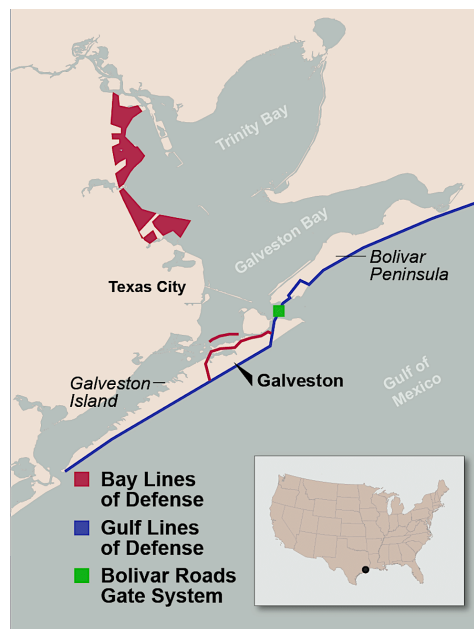 Trinity Bay
Galveston Bay
Bolivar
Peninsula
Texas City
Galveston
Island
Galveston
Gulf of
Mexico
Bay Lines
of Defense
Gulf Lines
of Defense
Bolivar Roads
Gate System